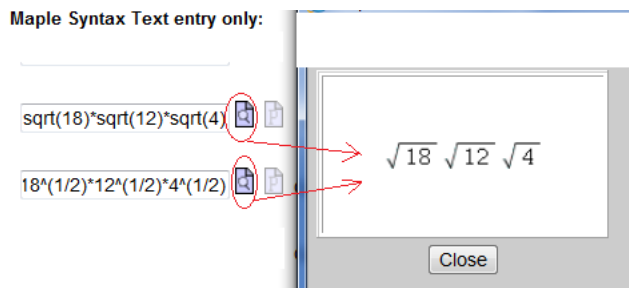 Maple Syntax Text entry only:
sqrt(18)*sqrt(12)*sqrt(4)
18^(1/2)*12^(1/2)*4^(1/2)
√18 √12 √4
Close